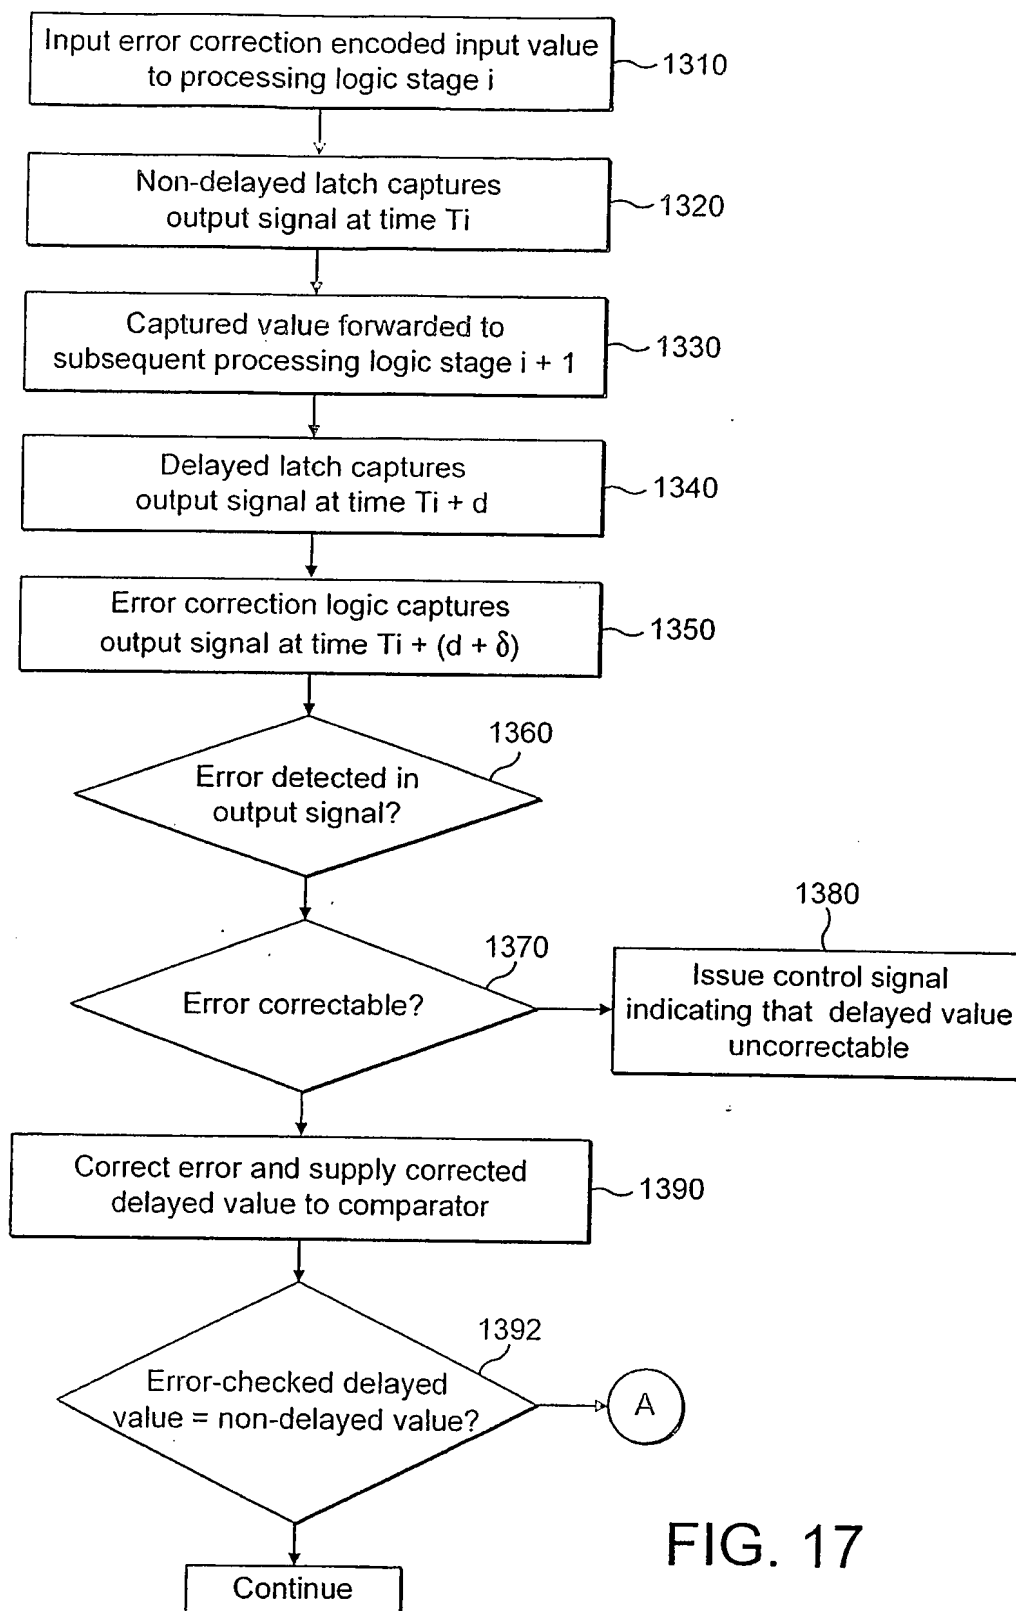 Input error correction encoded input value
to processing logic stage i
1310
Non-delayed latch captures
output signal at time Ti
1320
Captured value forwarded to
subsequent processing logic stage i + 1
1330
Delayed latch captures
output signal at time Ti + d
1340
Error correction logic captures
output signal at time Ti + (d + δ)
1350
1360
Error detected in
output signal?
1370
Error correctable?
1380
Issue control signal
indicating that delayed value
uncorrectable
Correct error and supply corrected
delayed value to comparator
1390
1392
Error-checked delayed
value = non-delayed value?
A
Continue
FIG. 17